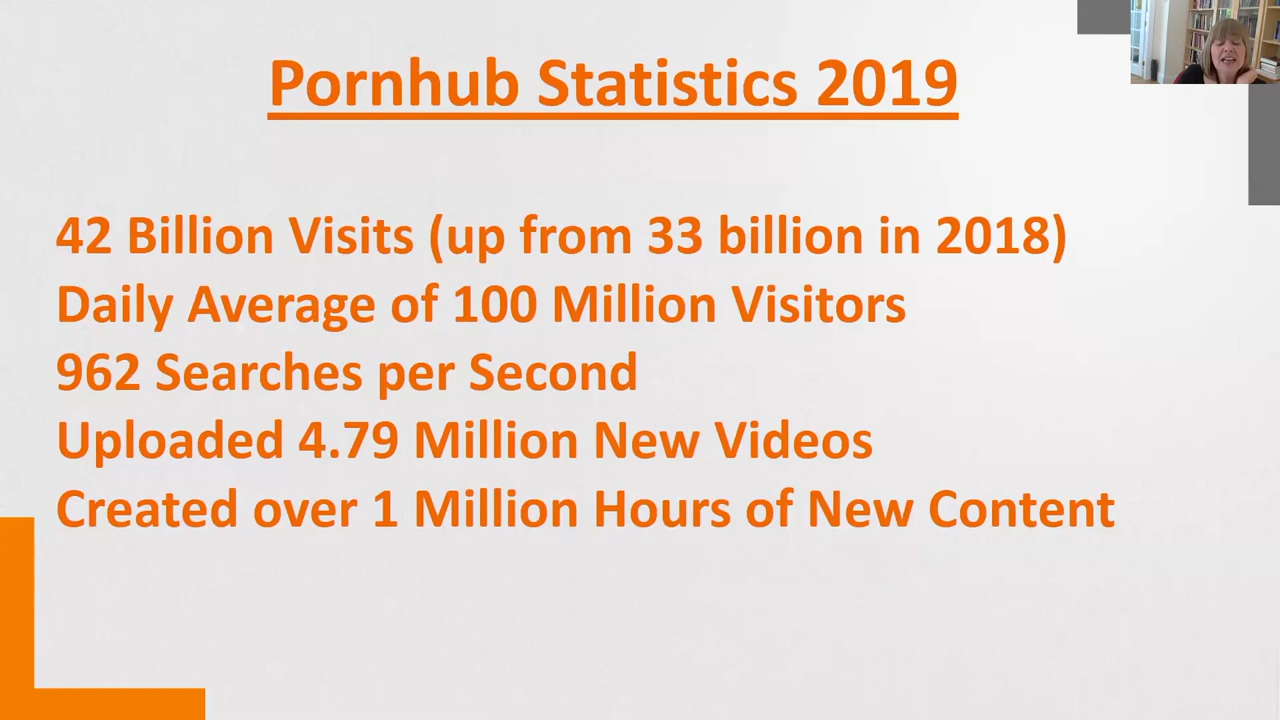 Pornhub Statistics 2019
42 Billion Visits (up from 33 billion in 2018)
Daily Average of 100 Million Visitors
962 Searches per Second
Uploaded 4.79 Million New Videos
Created over 1 Million Hours of New Content